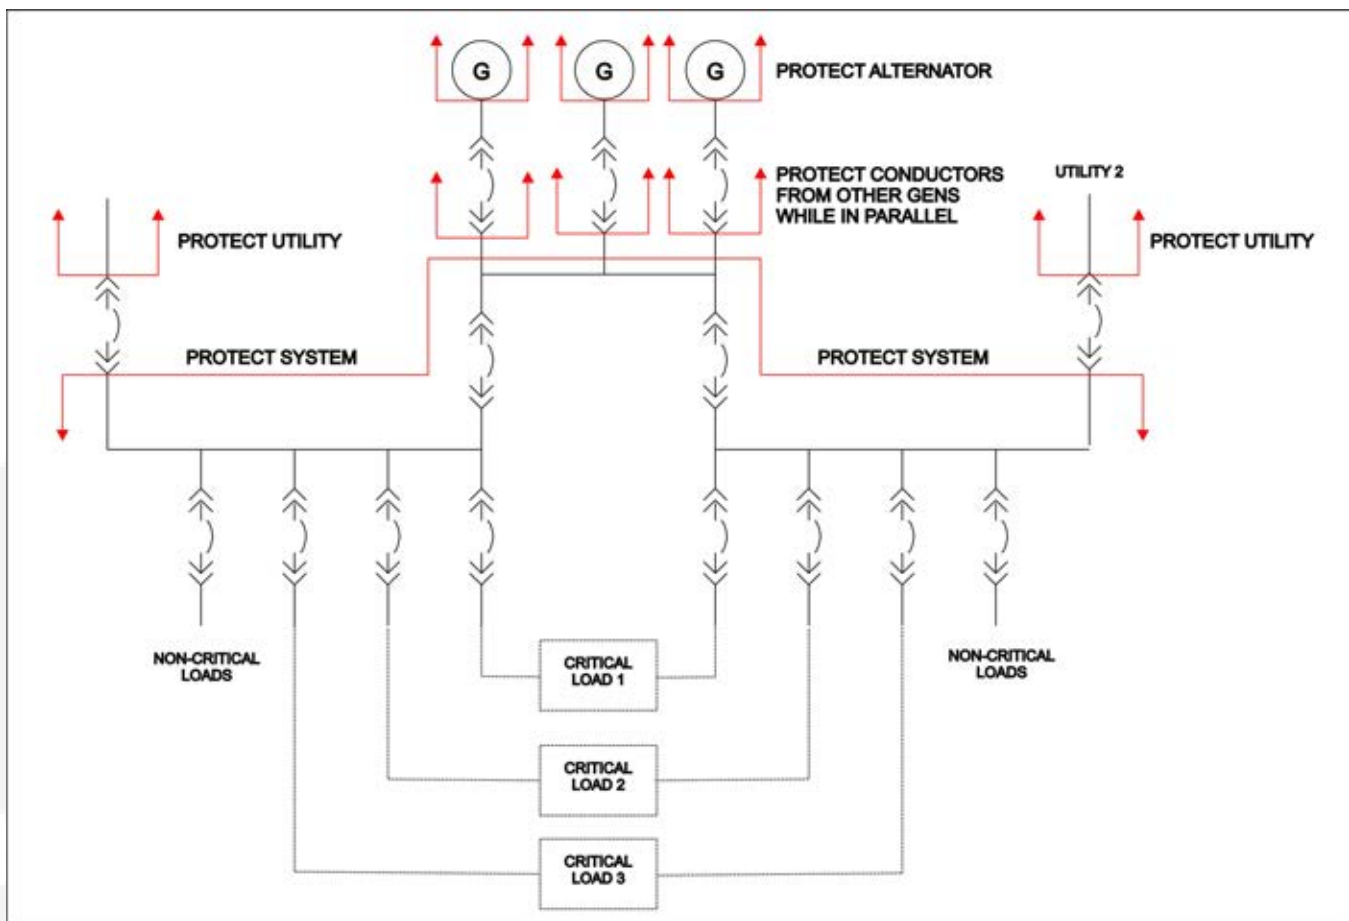 G
G
G
PROTECT ALTERNATOR
PROTECT CONDUCTORS
FROM OTHER GENS
WHILE IN PARALLEL
UTILITY 2
PROTECT UTILITY
PROTECT UTILITY
PROTECT SYSTEM
PROTECT SYSTEM
NON-CRITICAL
LOADS
CRITICAL
LOAD 1
NON-CRITICAL
LOADS
CRITICAL
LOAD 2
CRITICAL
LOAD 3